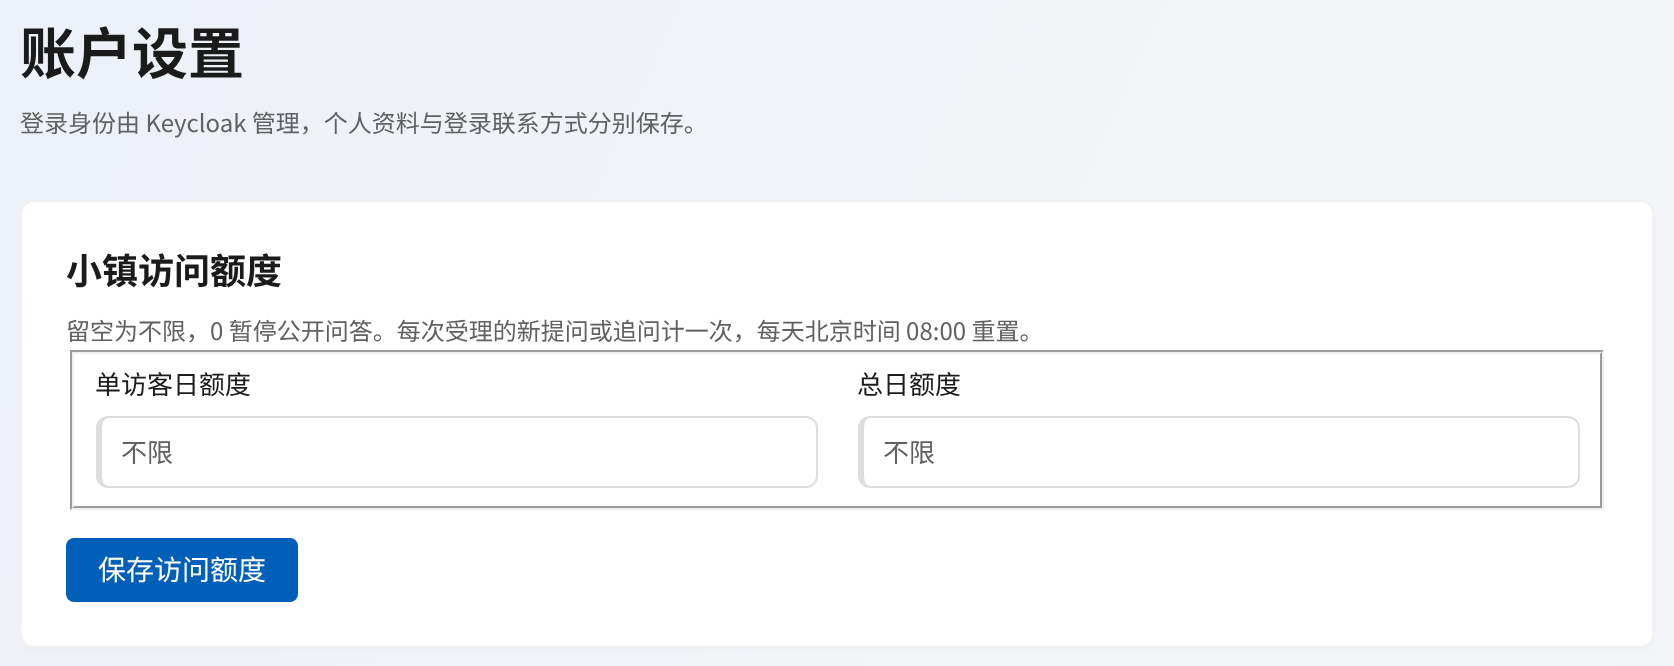 账户设置
登录身份由 Keycloak 管理，个人资料与登录联系方式分别保存。
小镇访问额度
留空为不限，0 暂停公开问答。每次受理的新提问或追问计一次，每天北京时间 08:00 重置。
单访客日额度
总日额度
不限
不限
保存访问额度